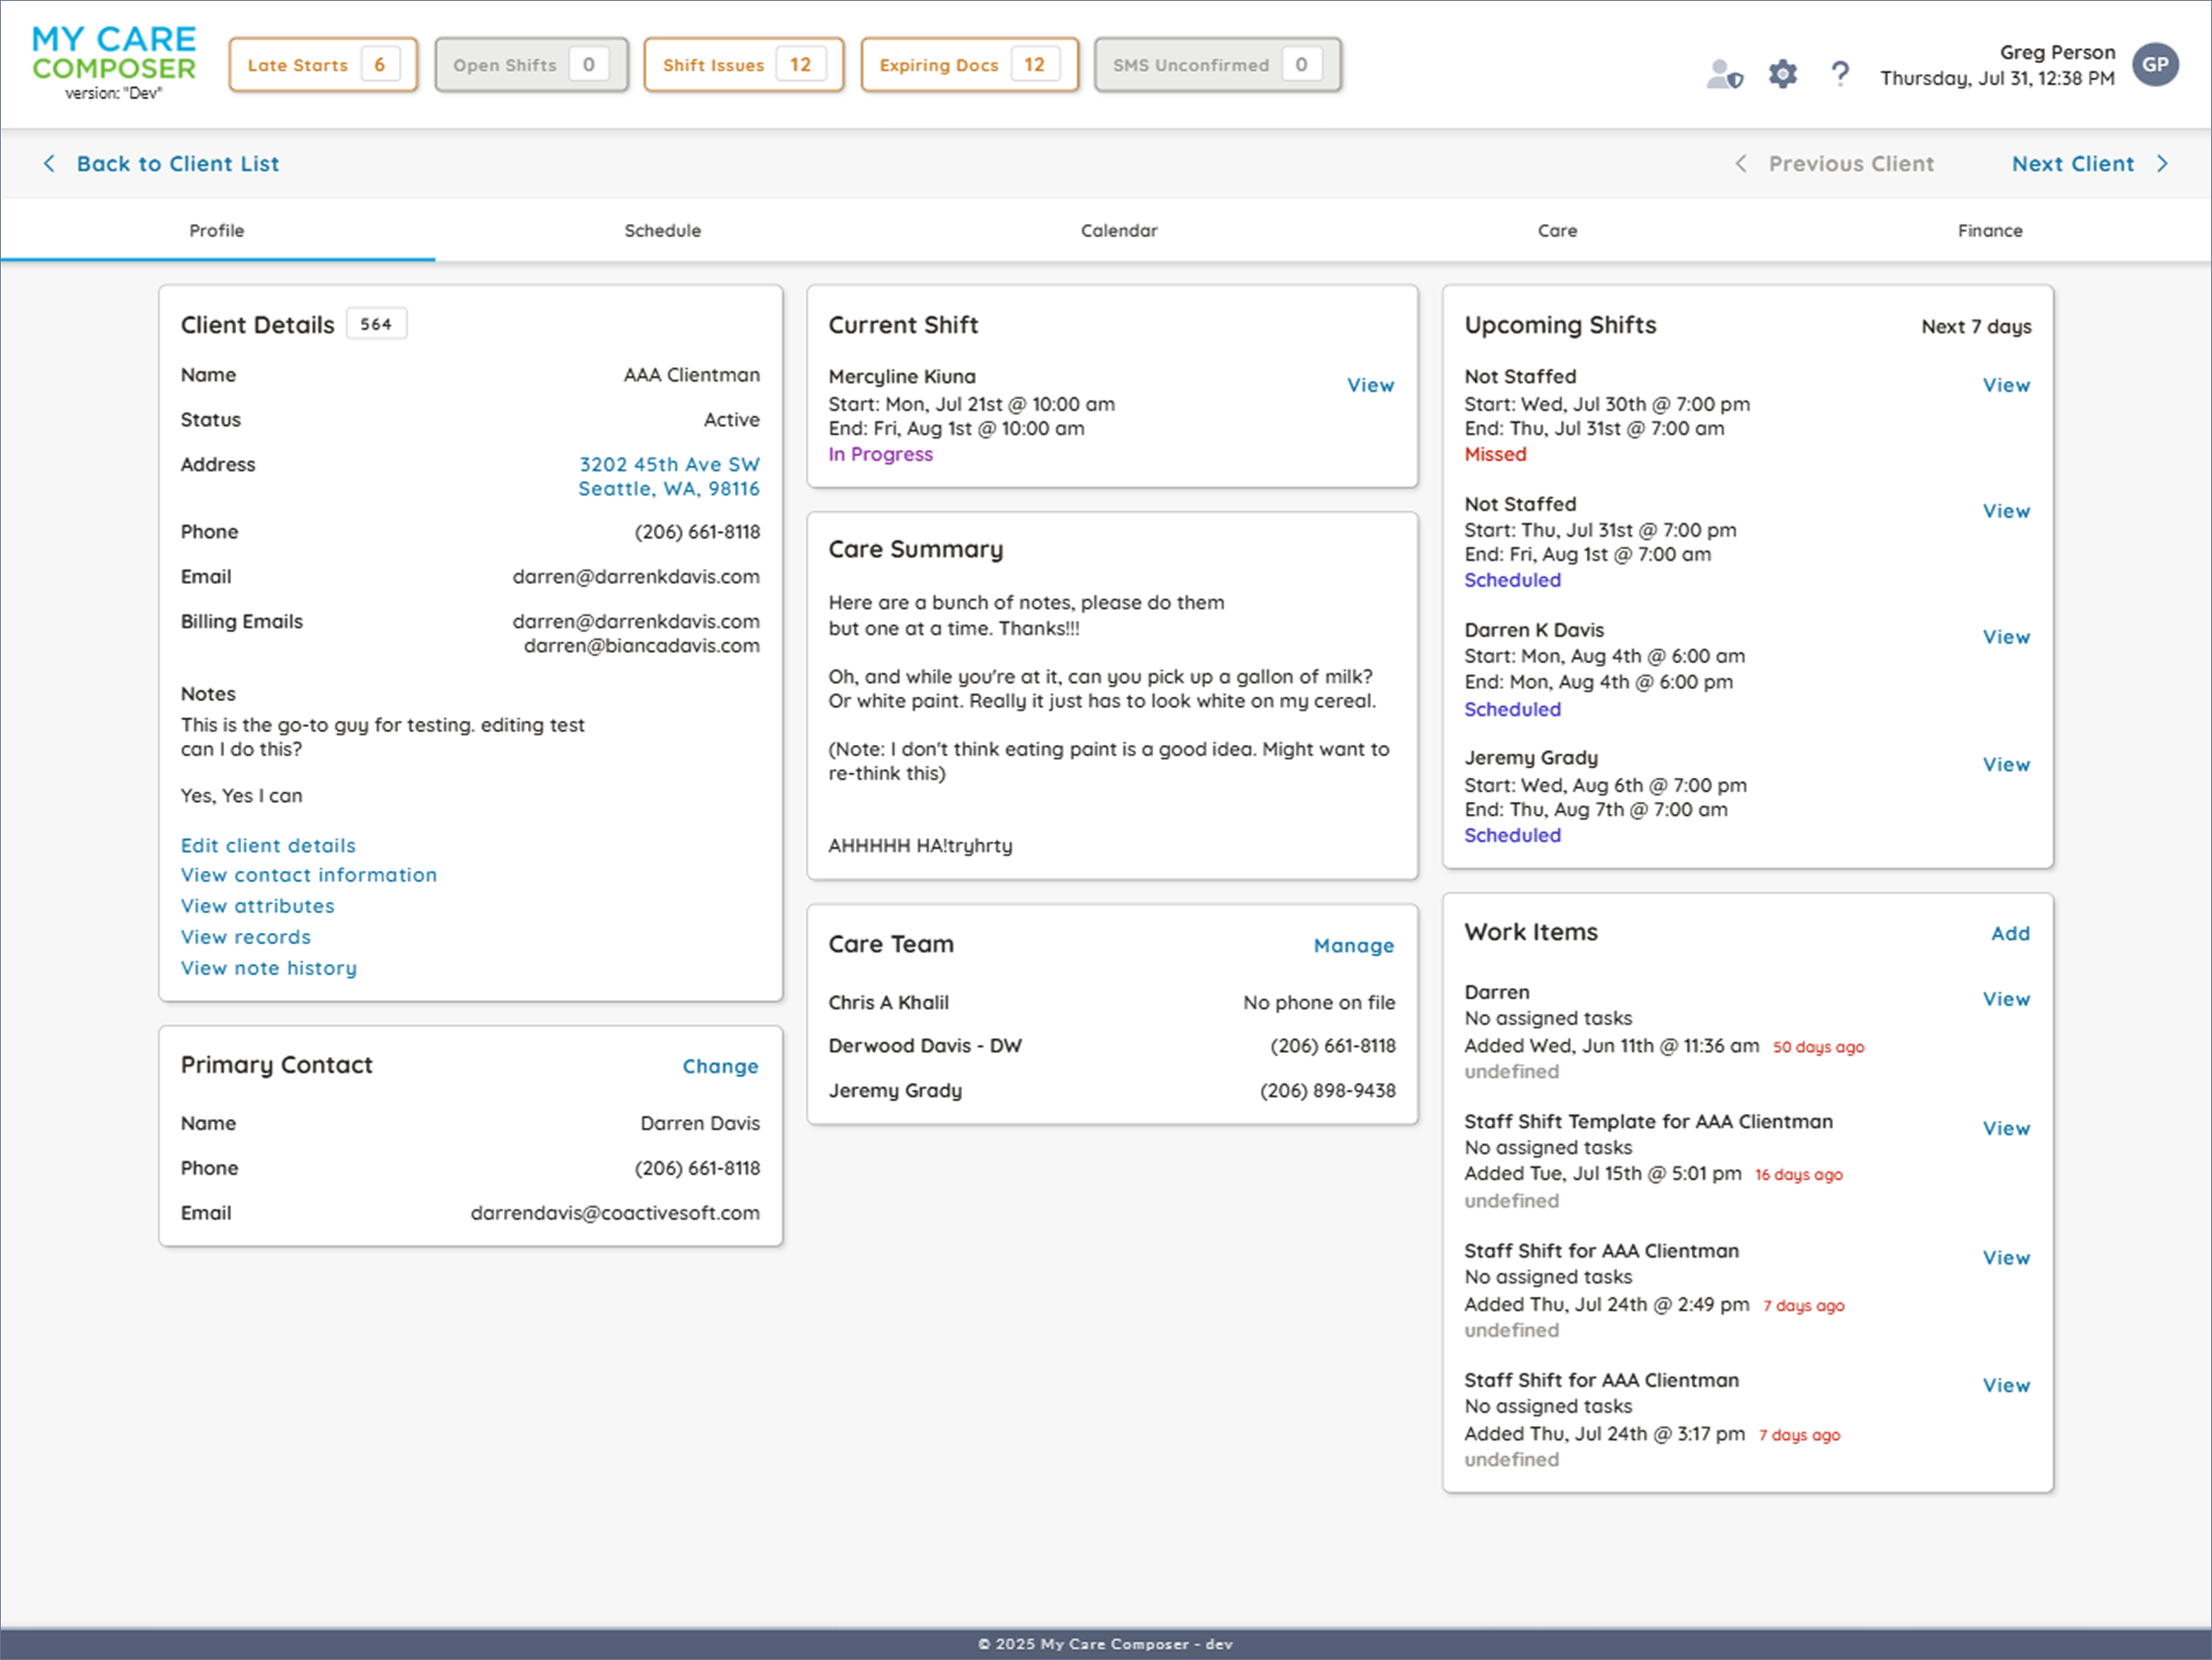 MY CARE
COMPOSER
version: "Dev"
Late Starts 6
Open Shifts 0
Shift Issues 12
Expiring Docs 12
SMS Unconfirmed 0
?
Greg Person
Thursday, Jul 31, 12:38 PM
GP
Back to Client List
Previous Client
Next Client
Profile
Schedule
Calendar
Care
Finance
Client Details 564
Name AAA Clientman
Status Active
Address 3202 45th Ave SW
Seattle, WA, 98116
Phone (206) 661-8118
Email darren@darrenkdavis.com
Billing Emails darren@darrenkdavis.com
darren@biancadavis.com
Notes
This is the go-to guy for testing. editing test
can I do this?
Yes, Yes I can
Edit client details
View contact information
View attributes
View records
View note history
Primary Contact Change
Name Darren Davis
Phone (206) 661-8118
Email darrendavis@coactivesoft.com
Current Shift
Mercyline Kiuna View
Start: Mon, Jul 21st @ 10:00 am
End: Fri, Aug 1st @ 10:00 am
In Progress
Care Summary
Here are a bunch of notes, please do them
but one at a time. Thanks!!!
Oh, and while you're at it, can you pick up a gallon of milk?
Or white paint. Really it just has to look white on my cereal.
(Note: I don't think eating paint is a good idea. Might want to
re-think this)
AHHHHH HA!tryhrty
Care Team Manage
Chris A Khalil No phone on file
Derwood Davis - DW (206) 661-8118
Jeremy Grady (206) 898-9438
Upcoming Shifts Next 7 days
Not Staffed View
Start: Wed, Jul 30th @ 7:00 pm
End: Thu, Jul 31st @ 7:00 am
Missed
Not Staffed View
Start: Thu, Jul 31st @ 7:00 pm
End: Fri, Aug 1st @ 7:00 am
Scheduled
Darren K Davis View
Start: Mon, Aug 4th @ 6:00 am
End: Mon, Aug 4th @ 6:00 pm
Scheduled
Jeremy Grady View
Start: Wed, Aug 6th @ 7:00 pm
End: Thu, Aug 7th @ 7:00 am
Scheduled
Work Items Add
Darren View
No assigned tasks
Added Wed, Jun 11th @ 11:36 am 50 days ago
undefined
Staff Shift Template for AAA Clientman View
No assigned tasks
Added Tue, Jul 15th @ 5:01 pm 16 days ago
undefined
Staff Shift for AAA Clientman View
No assigned tasks
Added Thu, Jul 24th @ 2:49 pm 7 days ago
undefined
Staff Shift for AAA Clientman View
No assigned tasks
Added Thu, Jul 24th @ 3:17 pm 7 days ago
undefined
© 2025 My Care Composer - dev